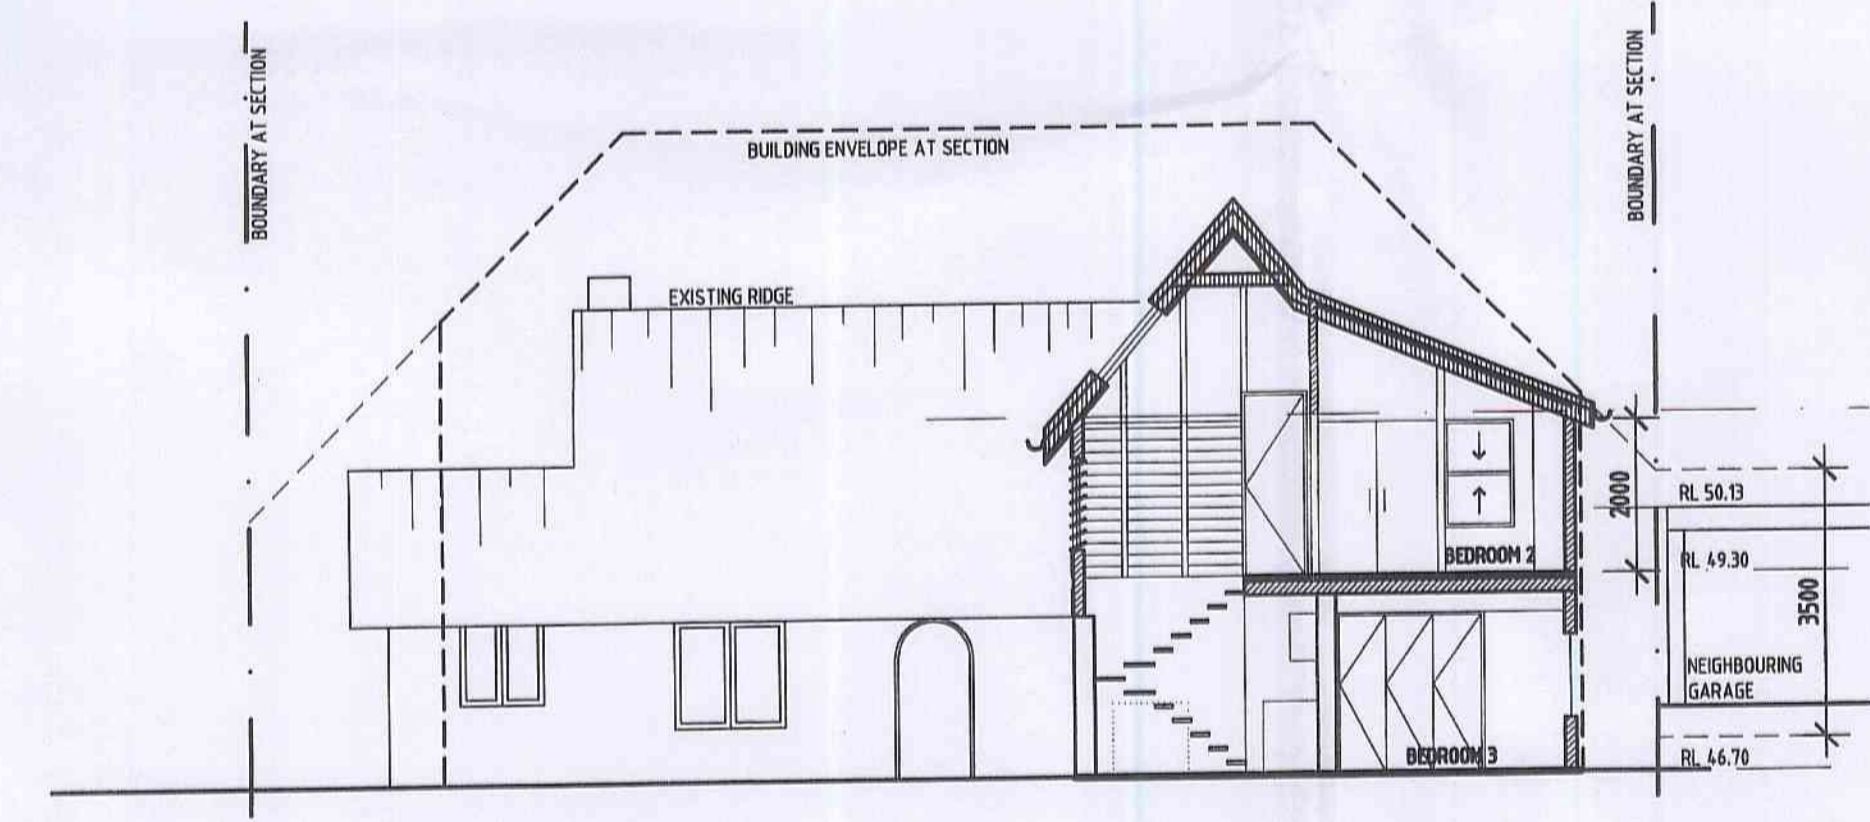 BOUNDARY AT SECTION
BOUNDARY AT SECTION
BUILDING ENVELOPE AT SECTION
EXISTING RIDGE
2000
RL 50.13
BEDROOM 2
RL 49.30
3500
NEIGHBOURING
GARAGE
BEDROOM 3
RL 46.70